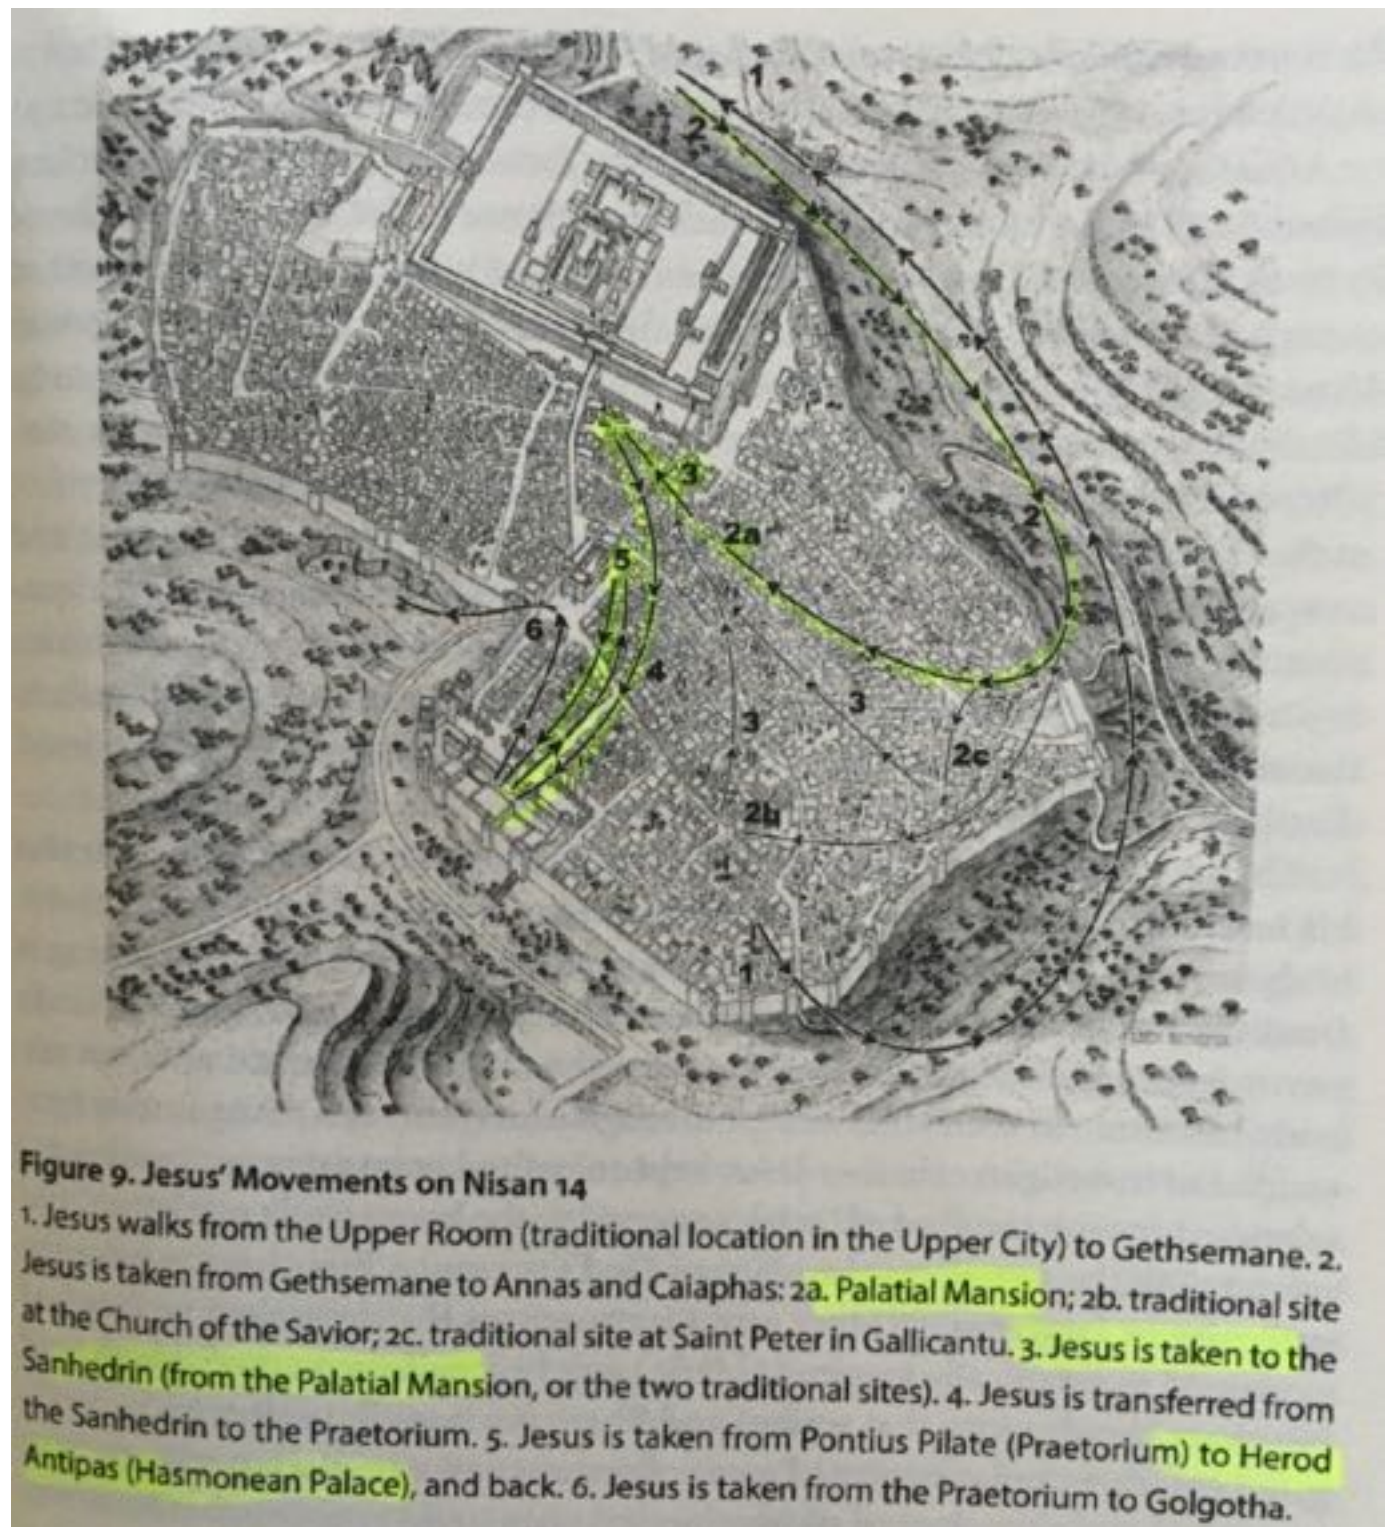 1
2
2
3
2a
5
6
4
3
3
2c
2b
1
Figure 9. Jesus’ Movements on Nisan 14
1. Jesus walks from the Upper Room (traditional location in the Upper City) to Gethsemane. 2.
Jesus is taken from Gethsemane to Annas and Caiaphas: 2a. Palatial Mansion; 2b. traditional site
at the Church of the Savior; 2c. traditional site at Saint Peter in Gallicantu. 3. Jesus is taken to the
Sanhedrin (from the Palatial Mansion, or the two traditional sites). 4. Jesus is transferred from
the Sanhedrin to the Praetorium. 5. Jesus is taken from Pontius Pilate (Praetorium) to Herod
Antipas (Hasmonean Palace), and back. 6. Jesus is taken from the Praetorium to Golgotha.